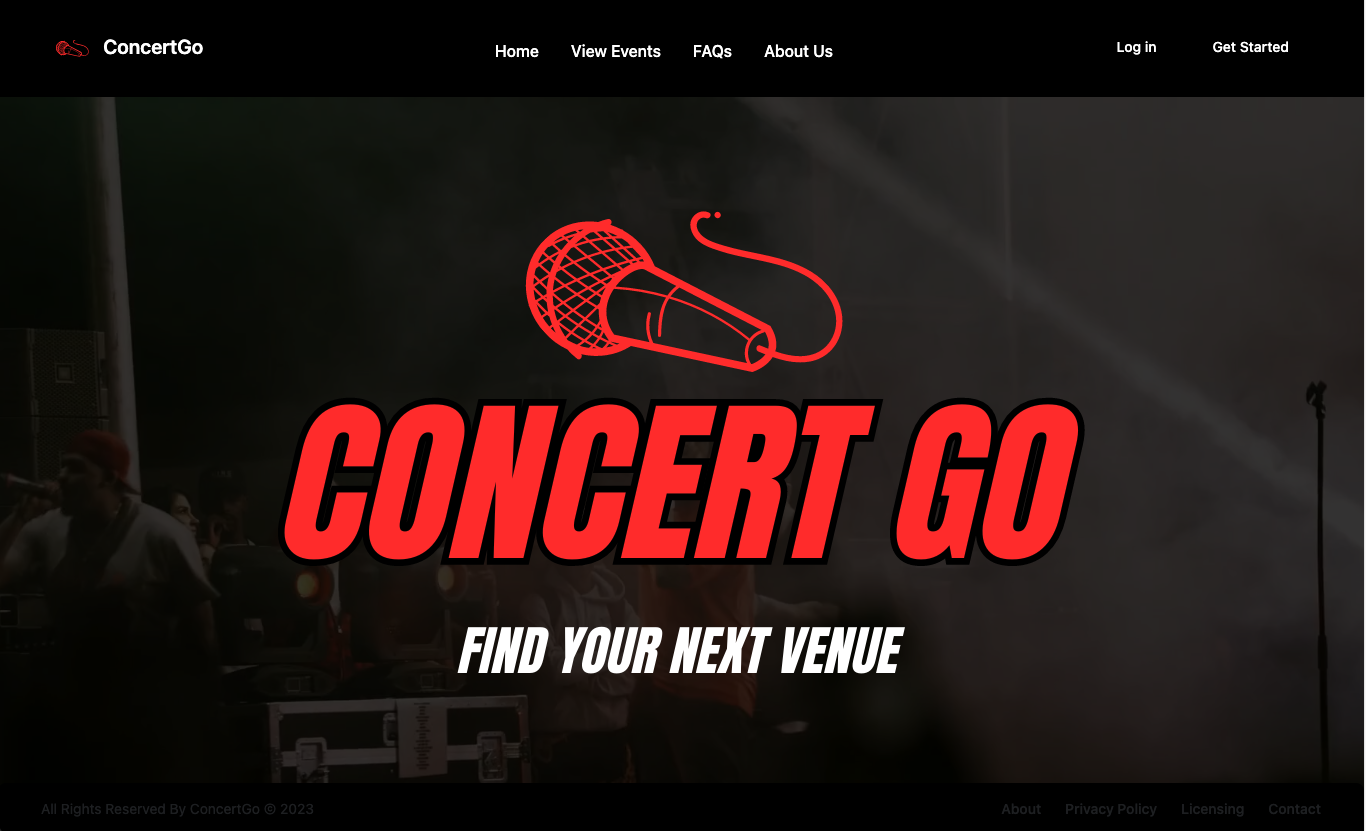 ConcertGo
Home View Events FAQs About Us
Log in Get Started
CONCERT GO
FIND YOUR NEXT VENUE
All Rights Reserved By ConcertGo © 2023
About Privacy Policy Licensing Contact